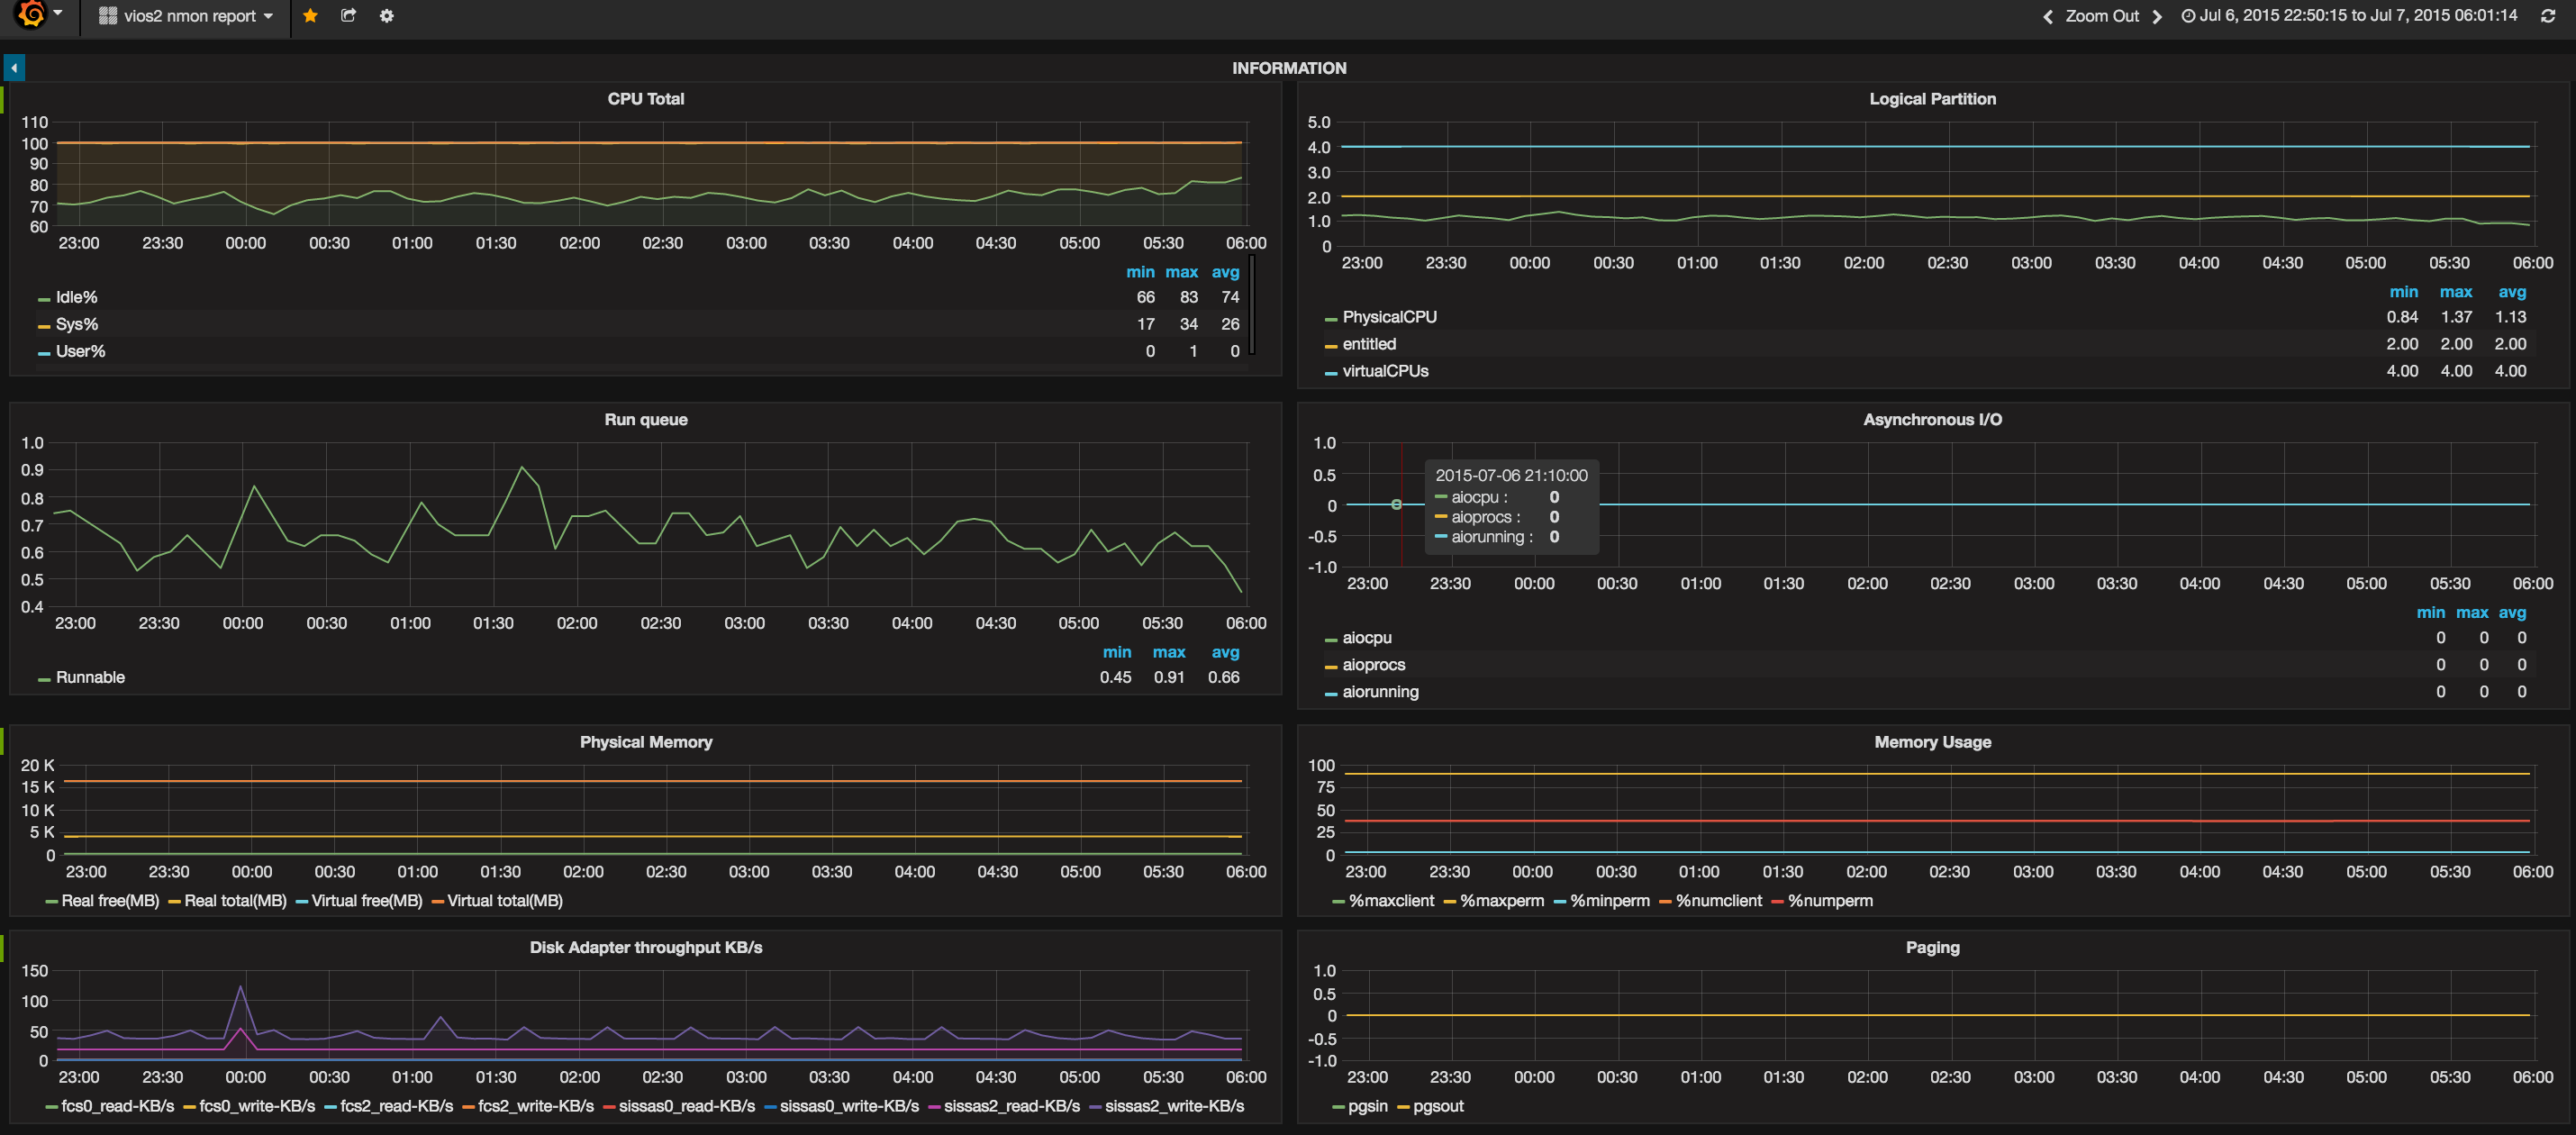 vios2 nmon report
Zoom Out Jul 6, 2015 22:50:15 to Jul 7, 2015 06:01:14
INFORMATION
CPU Total
110
100
90
80
70
60
23:00 23:30 00:00 00:30 01:00 01:30 02:00 02:30 03:00 03:30 04:00 04:30 05:00 05:30 06:00
min max avg
Idle% 66 83 74
Sys% 17 34 26
User% 0 1 0
Logical Partition
5.0
4.0
3.0
2.0
1.0
0
23:00 23:30 00:00 00:30 01:00 01:30 02:00 02:30 03:00 03:30 04:00 04:30 05:00 05:30 06:00
min max avg
PhysicalCPU 0.84 1.37 1.13
entitled 2.00 2.00 2.00
virtualCPUs 4.00 4.00 4.00
Run queue
1.0
0.9
0.8
0.7
0.6
0.5
0.4
23:00 23:30 00:00 00:30 01:00 01:30 02:00 02:30 03:00 03:30 04:00 04:30 05:00 05:30 06:00
min max avg
Runnable 0.45 0.91 0.66
Asynchronous I/O
1.0
0.5
0
-0.5
-1.0
2015-07-06 21:10:00
aiocpu : 0
aioprocs : 0
aiorunning : 0
23:00 23:30 00:00 00:30 01:00 01:30 02:00 02:30 03:00 03:30 04:00 04:30 05:00 05:30 06:00
min max avg
aiocpu 0 0 0
aioprocs 0 0 0
aiorunning 0 0 0
Physical Memory
20 K
15 K
10 K
5 K
0
23:00 23:30 00:00 00:30 01:00 01:30 02:00 02:30 03:00 03:30 04:00 04:30 05:00 05:30 06:00
Real free(MB) Real total(MB) Virtual free(MB) Virtual total(MB)
Memory Usage
100
75
50
25
0
23:00 23:30 00:00 00:30 01:00 01:30 02:00 02:30 03:00 03:30 04:00 04:30 05:00 05:30 06:00
%maxclient %maxperm %minperm %numclient %numperm
Disk Adapter throughput KB/s
150
100
50
0
23:00 23:30 00:00 00:30 01:00 01:30 02:00 02:30 03:00 03:30 04:00 04:30 05:00 05:30 06:00
fcs0_read-KB/s fcs0_write-KB/s fcs2_read-KB/s fcs2_write-KB/s sissas0_read-KB/s sissas0_write-KB/s sissas2_read-KB/s sissas2_write-KB/s
Paging
1.0
0.5
0
-0.5
-1.0
23:00 23:30 00:00 00:30 01:00 01:30 02:00 02:30 03:00 03:30 04:00 04:30 05:00 05:30 06:00
pgsin pgsout